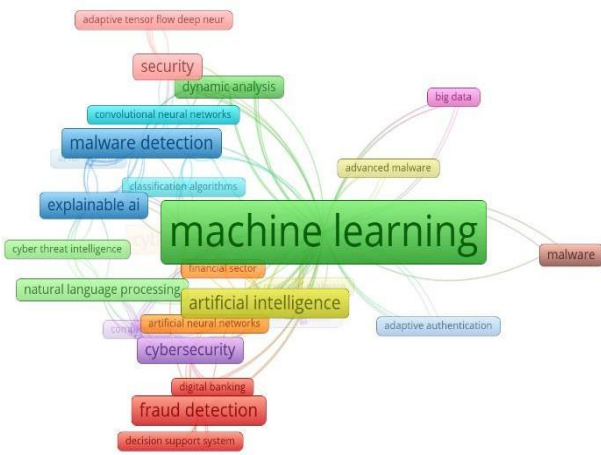 adaptive tensor flow deep neur
security
dynamic analysis
big data
convolutional neural networks
malware detection
advanced malware
classification algorithms
explainable ai
machine learning
cyber threat intelligence
malware
financial sector
natural language processing
artificial intelligence
artificial neural networks
adaptive authentication
cybersecurity
digital banking
fraud detection
decision support system